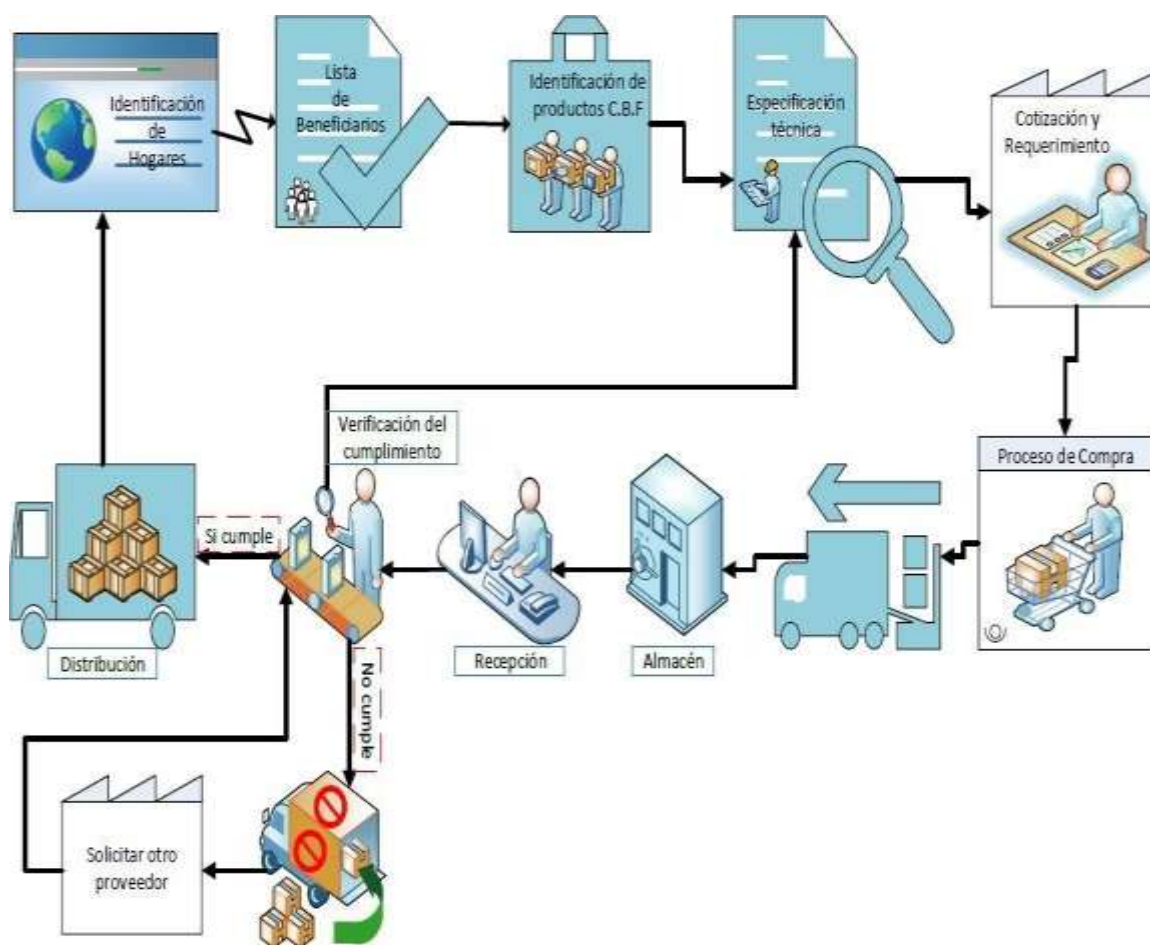 Identificación
de
Hogares
Lista
de
Beneficiarios
Identificación de
productos C.B.F
Especificación
técnica
Cotización y
Requerimiento
Proceso de Compra
Almacén
Recepción
Verificación del
cumplimiento
Si cumple
Distribución
No cumple
Solicitar otro
proveedor